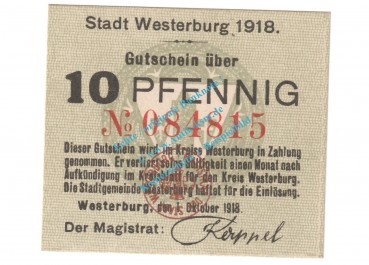 Stadt Westerburg 1918.
Gutschein über
10 PFENNIG
№ 084815
Dieser Gutschein wird im Kreise Westerburg in Zahlung
genommen. Er verliert seine Gültigkeit einen Monat nach
Aufkündigung im Kreisblatt für den Kreis Westerburg.
Die Stadtgemeinde Westerburg haftet für die Einlösung.
Westerburg, den 1. Oktober 1918.
Der Magistrat: Kappel